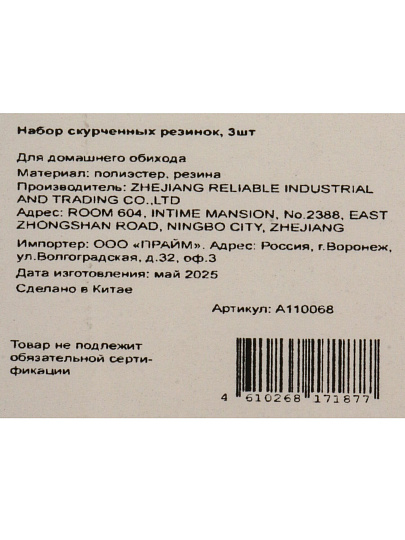 Набор скурченных резинок, 3шт
Для домашнего обихода
Материал: полиэстер, резина
Производитель: ZHEJIANG RELIABLE INDUSTRIAL
AND TRADING CO.,LTD
Адрес: ROOM 604, INTIME MANSION, No.2388, EAST
ZHONGSHAN ROAD, NINGBO CITY, ZHEJIANG
Импортер: ООО «ПРАЙМ». Адрес: Россия, г.Воронеж,
ул.Волгоградская, д.32, оф.3
Дата изготовления: май 2025
Сделано в Китае
Артикул: А110068
Товар не подлежит
обязательной серти-
фикации
4 610268 171877